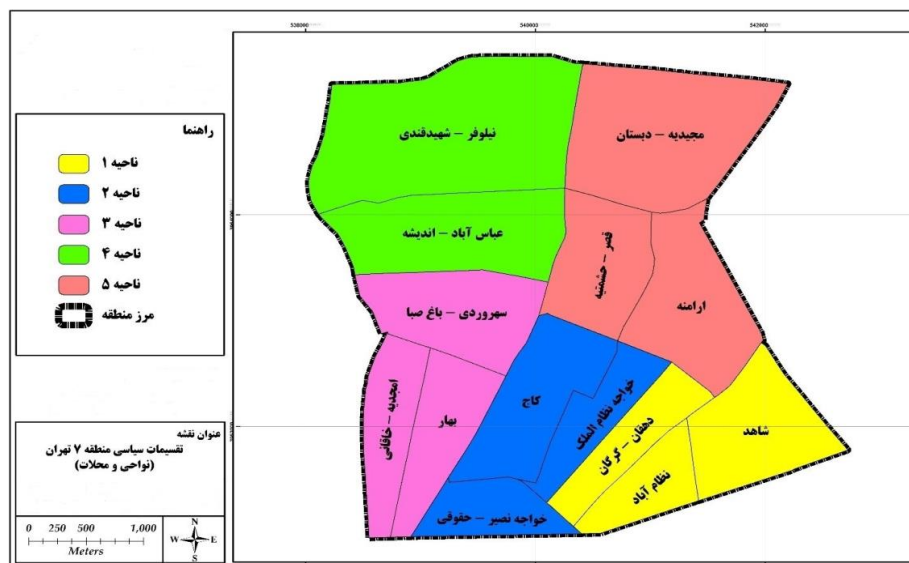 538000
540000
542000
راهنما
ناحیه ۱
ناحیه ۲
ناحیه ۳
ناحیه ۴
ناحیه ۵
مرز منطقه
نیلوفر – شهیدقندی
مجیدیه – دبستان
عباس آباد – اندیشه
قصر – حشمتیه
ارامنه
سهروردی – باغ صبا
امجدیه – خاقانی
بهار
کاج
خواجه نظام الملک
دهقان – گرگان
نظام آباد
شاهد
خواجه نصیر – حقوقی
عنوان نقشه
تقسیمات سیاسی منطقه ۷ تهران
(نواحی و محلات)
0 250 500 1,000
Meters
N
W E
S